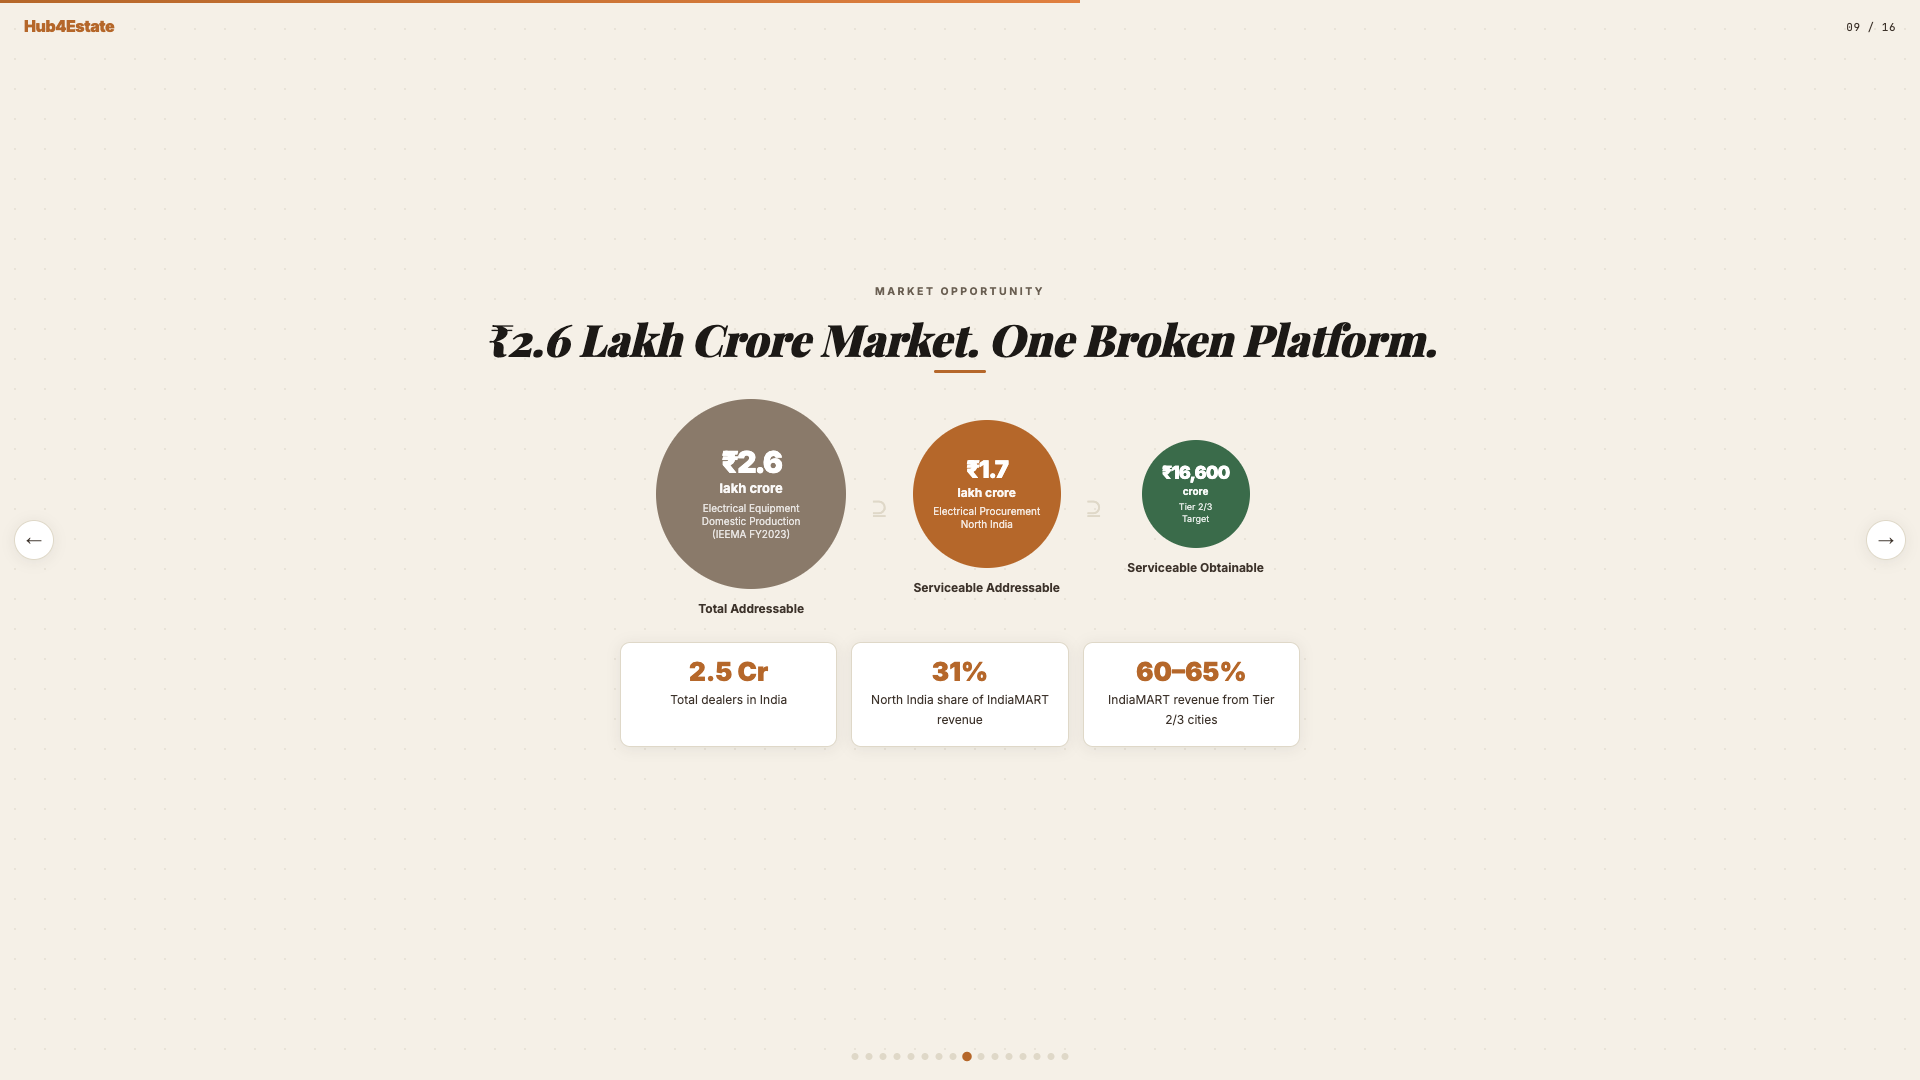 Hub4Estate
09 / 16
MARKET OPPORTUNITY
₹2.6 Lakh Crore Market. One Broken Platform.
₹2.6
lakh crore
Electrical Equipment
Domestic Production
(IEEMA FY2023)
Total Addressable
⊇
₹1.7
lakh crore
Electrical Procurement
North India
Serviceable Addressable
⊇
₹16,600
crore
Tier 2/3
Target
Serviceable Obtainable
←
→
2.5 Cr
Total dealers in India
31%
North India share of IndiaMART
revenue
60–65%
IndiaMART revenue from Tier
2/3 cities